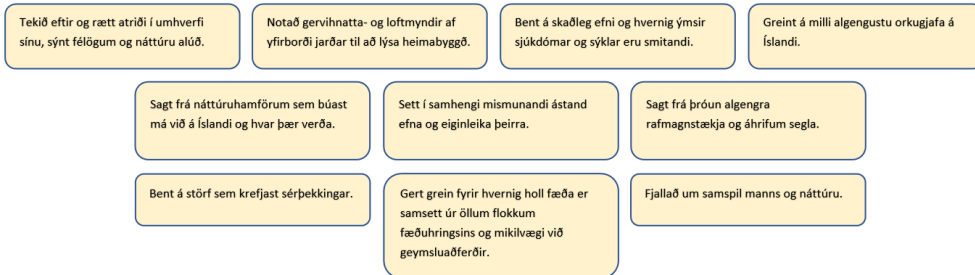 Tekið eftir og rætt atriði í umhverfi
sínu, sýnt félögum og náttúru alúð.
Notað gervihnatta- og loftmyndir af
yfirborði jarðar til að lýsa heimabyggð.
Bent á skaðleg efni og hvernig ýmsir
sjúkdómar og sýklar eru smitandi.
Greint á milli algengustu orkugjafa á
Íslandi.
Sagt frá náttúruhamförum sem búast
má við á Íslandi og hvar þær verða.
Sett í samhengi mismunandi ástand
efna og eiginleika þeirra.
Sagt frá þróun algengra
rafmagnstækja og áhrifum segla.
Bent á störf sem krefjast sérþekkingar.
Gert grein fyrir hvernig holl fæða er
samsett úr öllum flokkum
fæðuhringsins og mikilvægi við
geymsluaðferðir.
Fjallað um samspil manns og náttúru.